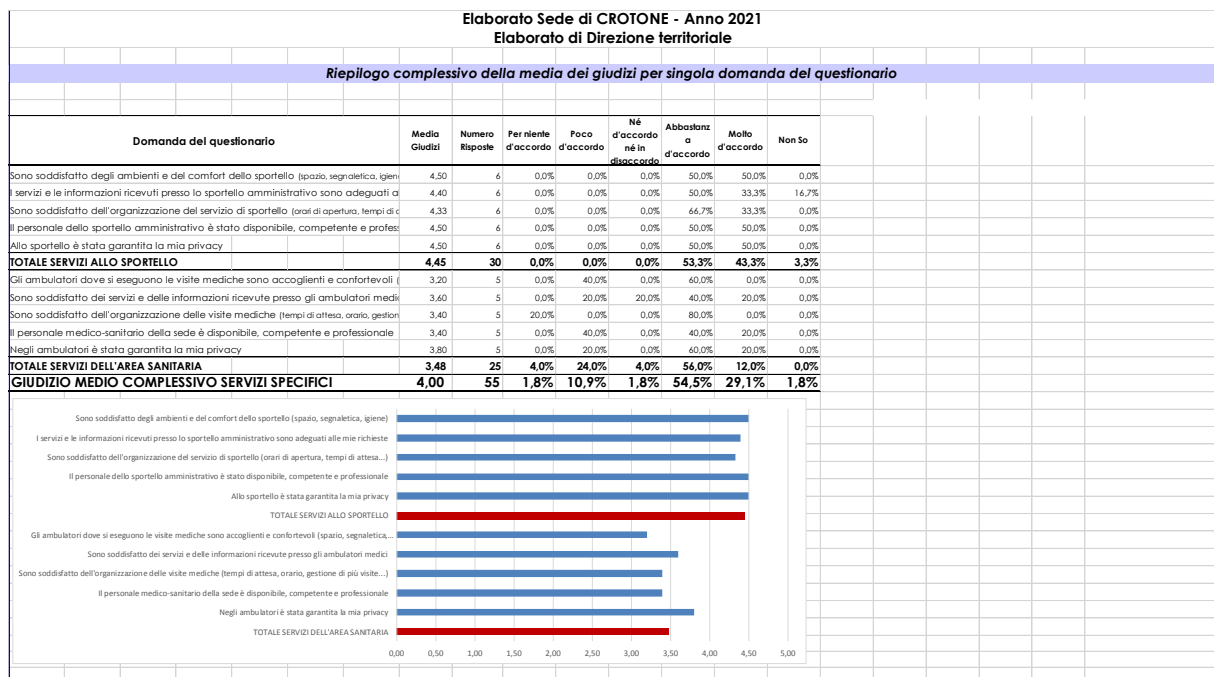 Elaborato Sede di CROTONE - Anno 2021
Elaborato di Direzione territoriale
Riepilogo complessivo della media dei giudizi per singola domanda del questionario
Domanda del questionario Media Giudizi Numero Risposte Per niente d'accordo Poco d'accordo Né d'accordo né in disaccordo Abbastanza d'accordo Molto d'accordo Non So
Sono soddisfatto degli ambienti e del comfort dello sportello (spazio, segnaletica, igien 4,50 6 0,0% 0,0% 0,0% 50,0% 50,0% 0,0%
I servizi e le informazioni ricevuti presso lo sportello amministrativo sono adeguati a 4,40 6 0,0% 0,0% 0,0% 50,0% 33,3% 16,7%
Sono soddisfatto dell'organizzazione del servizio di sportello (orari di apertura, tempi di 4,33 6 0,0% 0,0% 0,0% 66,7% 33,3% 0,0%
Il personale dello sportello amministrativo è stato disponibile, competente e profess 4,50 6 0,0% 0,0% 0,0% 50,0% 50,0% 0,0%
Allo sportello è stata garantita la mia privacy 4,50 6 0,0% 0,0% 0,0% 50,0% 50,0% 0,0%
TOTALE SERVIZI ALLO SPORTELLO 4,45 30 0,0% 0,0% 0,0% 53,3% 43,3% 3,3%
Gli ambulatori dove si eseguono le visite mediche sono accoglienti e confortevoli ( 3,20 5 0,0% 40,0% 0,0% 60,0% 0,0% 0,0%
Sono soddisfatto dei servizi e delle informazioni ricevute presso gli ambulatori medic 3,60 5 0,0% 20,0% 20,0% 40,0% 20,0% 0,0%
Sono soddisfatto dell'organizzazione delle visite mediche (tempi di attesa, orario, gestion 3,40 5 20,0% 0,0% 0,0% 80,0% 0,0% 0,0%
Il personale medico-sanitario della sede è disponibile, competente e professionale 3,40 5 0,0% 40,0% 0,0% 40,0% 20,0% 0,0%
Negli ambulatori è stata garantita la mia privacy 3,80 5 0,0% 20,0% 0,0% 60,0% 20,0% 0,0%
TOTALE SERVIZI DELL'AREA SANITARIA 3,48 25 4,0% 24,0% 4,0% 56,0% 12,0% 0,0%
GIUDIZIO MEDIO COMPLESSIVO SERVIZI SPECIFICI 4,00 55 1,8% 10,9% 1,8% 54,5% 29,1% 1,8%
Sono soddisfatto degli ambienti e del comfort dello sportello (spazio, segnaletica, igiene)
I servizi e le informazioni ricevuti presso lo sportello amministrativo sono adeguati alle mie richieste
Sono soddisfatto dell'organizzazione del servizio di sportello (orari di apertura, tempi di attesa...)
Il personale dello sportello amministrativo è stato disponibile, competente e professionale
Allo sportello è stata garantita la mia privacy
TOTALE SERVIZI ALLO SPORTELLO
Gli ambulatori dove si eseguono le visite mediche sono accoglienti e confortevoli (spazio, segnaletica,...
Sono soddisfatto dei servizi e delle informazioni ricevute presso gli ambulatori medici
Sono soddisfatto dell'organizzazione delle visite mediche (tempi di attesa, orario, gestione di più visite...)
Il personale medico-sanitario della sede è disponibile, competente e professionale
Negli ambulatori è stata garantita la mia privacy
TOTALE SERVIZI DELL'AREA SANITARIA
0,00 0,50 1,00 1,50 2,00 2,50 3,00 3,50 4,00 4,50 5,00